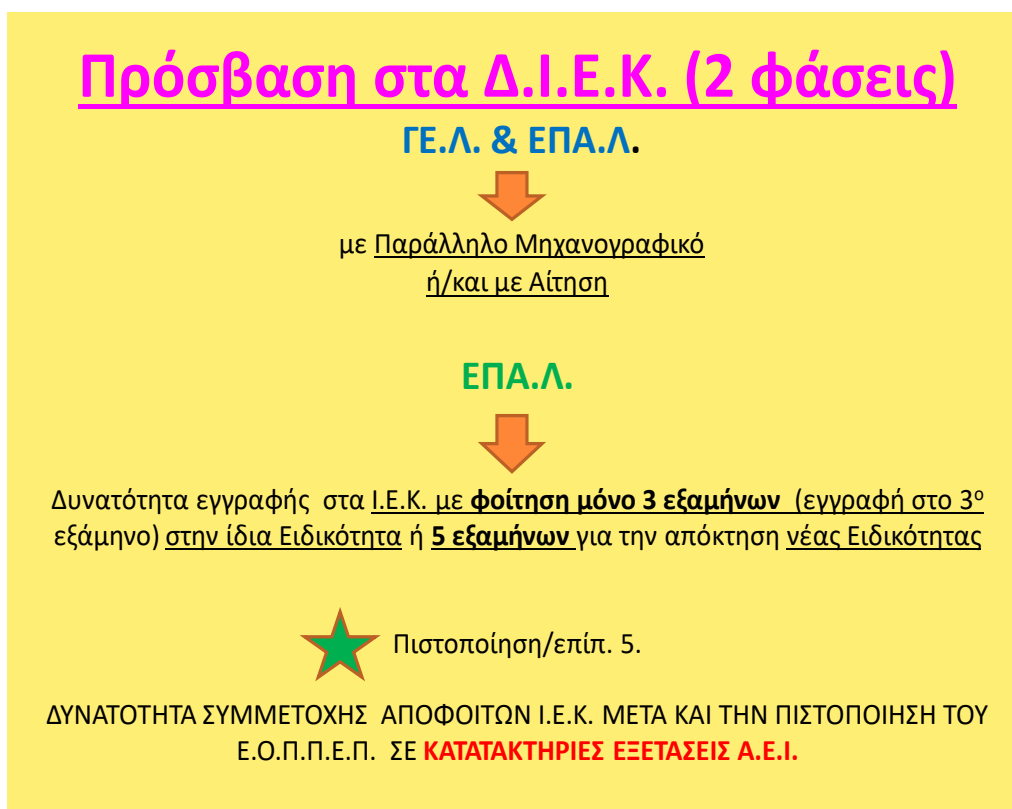 Πρόσβαση στα Δ.Ι.Ε.Κ. (2 φάσεις)
ΓΕ.Λ. & ΕΠΑ.Λ.
με Παράλληλο Μηχανογραφικό
ή/και με Αίτηση
ΕΠΑ.Λ.
Δυνατότητα εγγραφής στα Ι.Ε.Κ. με φοίτηση μόνο 3 εξαμήνων (εγγραφή στο 3ο
εξάμηνο) στην ίδια Ειδικότητα ή 5 εξαμήνων για την απόκτηση νέας Ειδικότητας
Πιστοποίηση/επίπ. 5.
ΔΥΝΑΤΟΤΗΤΑ ΣΥΜΜΕΤΟΧΗΣ ΑΠΟΦΟΙΤΩΝ Ι.Ε.Κ. ΜΕΤΑ ΚΑΙ ΤΗΝ ΠΙΣΤΟΠΟΙΗΣΗ ΤΟΥ
Ε.Ο.Π.Π.Ε.Π. ΣΕ ΚΑΤΑΤΑΚΤΗΡΙΕΣ ΕΞΕΤΑΣΕΙΣ Α.Ε.Ι.